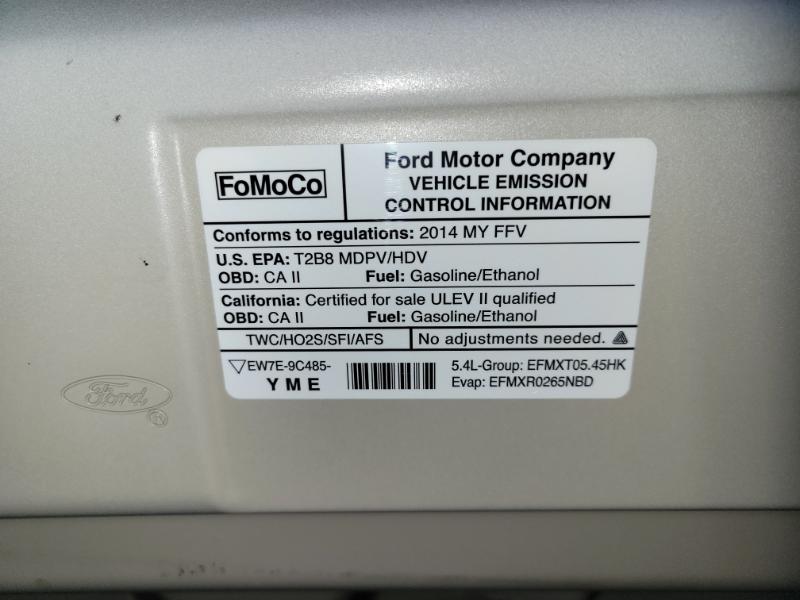 FoMoCo
Ford Motor Company
VEHICLE EMISSION
CONTROL INFORMATION
Conforms to regulations: 2014 MY FFV
U.S. EPA: T2B8 MDPV/HDV
OBD: CA II Fuel: Gasoline/Ethanol
California: Certified for sale ULEV II qualified
OBD: CA II Fuel: Gasoline/Ethanol
TWC/HO2S/SFI/AFS No adjustments needed.
EW7E-9C485-
Y M E
5.4L-Group: EFMXT05.45HK
Evap: EFMXR0265NBD
Ford